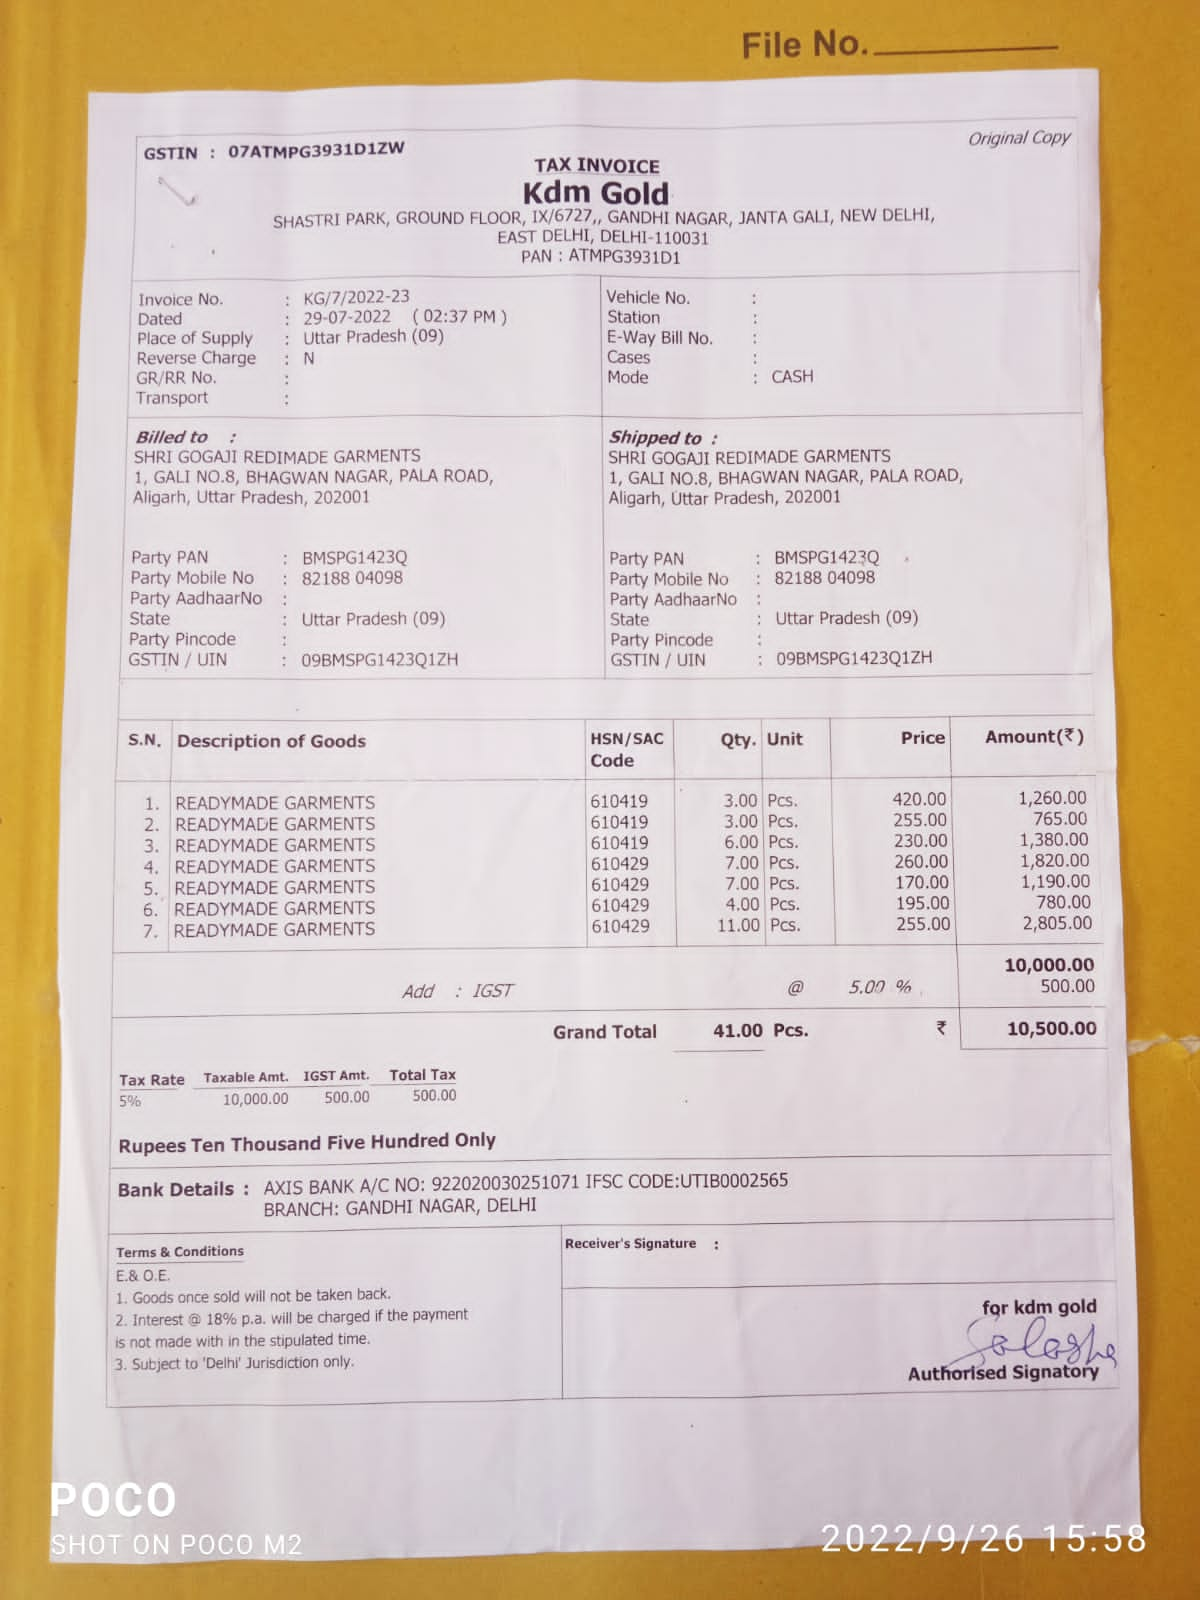 File No.
Original Copy
GSTIN : 07ATMPG3931D1ZW
TAX INVOICE
Kdm Gold
SHASTRI PARK, GROUND FLOOR, IX/6727,, GANDHI NAGAR, JANTA GALI, NEW DELHI,
EAST DELHI, DELHI-110031
PAN : ATMPG3931D1
Invoice No. : KG/7/2022-23
Dated : 29-07-2022 ( 02:37 PM )
Place of Supply : Uttar Pradesh (09)
Reverse Charge : N
GR/RR No. :
Transport :
Vehicle No. :
Station :
E-Way Bill No. :
Cases :
Mode : CASH
Billed to :
SHRI GOGAJI REDIMADE GARMENTS
1, GALI NO.8, BHAGWAN NAGAR, PALA ROAD,
Aligarh, Uttar Pradesh, 202001
Party PAN : BMSPG1423Q
Party Mobile No : 82188 04098
Party AadhaarNo :
State : Uttar Pradesh (09)
Party Pincode :
GSTIN / UIN : 09BMSPG1423Q1ZH
Shipped to :
SHRI GOGAJI REDIMADE GARMENTS
1, GALI NO.8, BHAGWAN NAGAR, PALA ROAD,
Aligarh, Uttar Pradesh, 202001
Party PAN : BMSPG1423Q
Party Mobile No : 82188 04098
Party AadhaarNo :
State : Uttar Pradesh (09)
Party Pincode :
GSTIN / UIN : 09BMSPG1423Q1ZH
S.N. Description of Goods HSN/SAC Code Qty. Unit Price Amount(₹)
1. READYMADE GARMENTS 610419 3.00 Pcs. 420.00 1,260.00
2. READYMADE GARMENTS 610419 3.00 Pcs. 255.00 765.00
3. READYMADE GARMENTS 610419 6.00 Pcs. 230.00 1,380.00
4. READYMADE GARMENTS 610429 7.00 Pcs. 260.00 1,820.00
5. READYMADE GARMENTS 610429 7.00 Pcs. 170.00 1,190.00
6. READYMADE GARMENTS 610429 4.00 Pcs. 195.00 780.00
7. READYMADE GARMENTS 610429 11.00 Pcs. 255.00 2,805.00
10,000.00
Add : IGST @ 5.00 % 500.00
Grand Total 41.00 Pcs. ₹ 10,500.00
Tax Rate Taxable Amt. IGST Amt. Total Tax
5% 10,000.00 500.00 500.00
Rupees Ten Thousand Five Hundred Only
Bank Details : AXIS BANK A/C NO: 922020030251071 IFSC CODE:UTIB0002565
BRANCH: GANDHI NAGAR, DELHI
Terms & Conditions
E.& O.E.
1. Goods once sold will not be taken back.
2. Interest @ 18% p.a. will be charged if the payment
is not made with in the stipulated time.
3. Subject to 'Delhi' Jurisdiction only.
Receiver's Signature :
for kdm gold
Authorised Signatory
POCO
SHOT ON POCO M2
2022/9/26 15:58